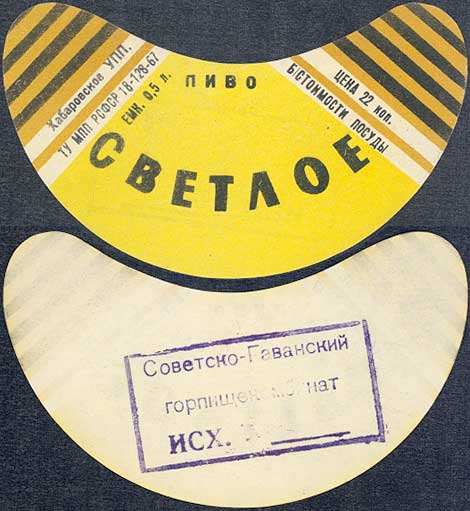 Хабаровское УПП.
ТУ МПП РСФСР 18-128-67
ЕМК. 0,5 л.
ПИВО
ЦЕНА 22 коп.
Б/СТОИМОСТИ ПОСУДЫ
СВЕТЛОЕ
Советско-Гаванский
горпищекомбинат
ИСХ.